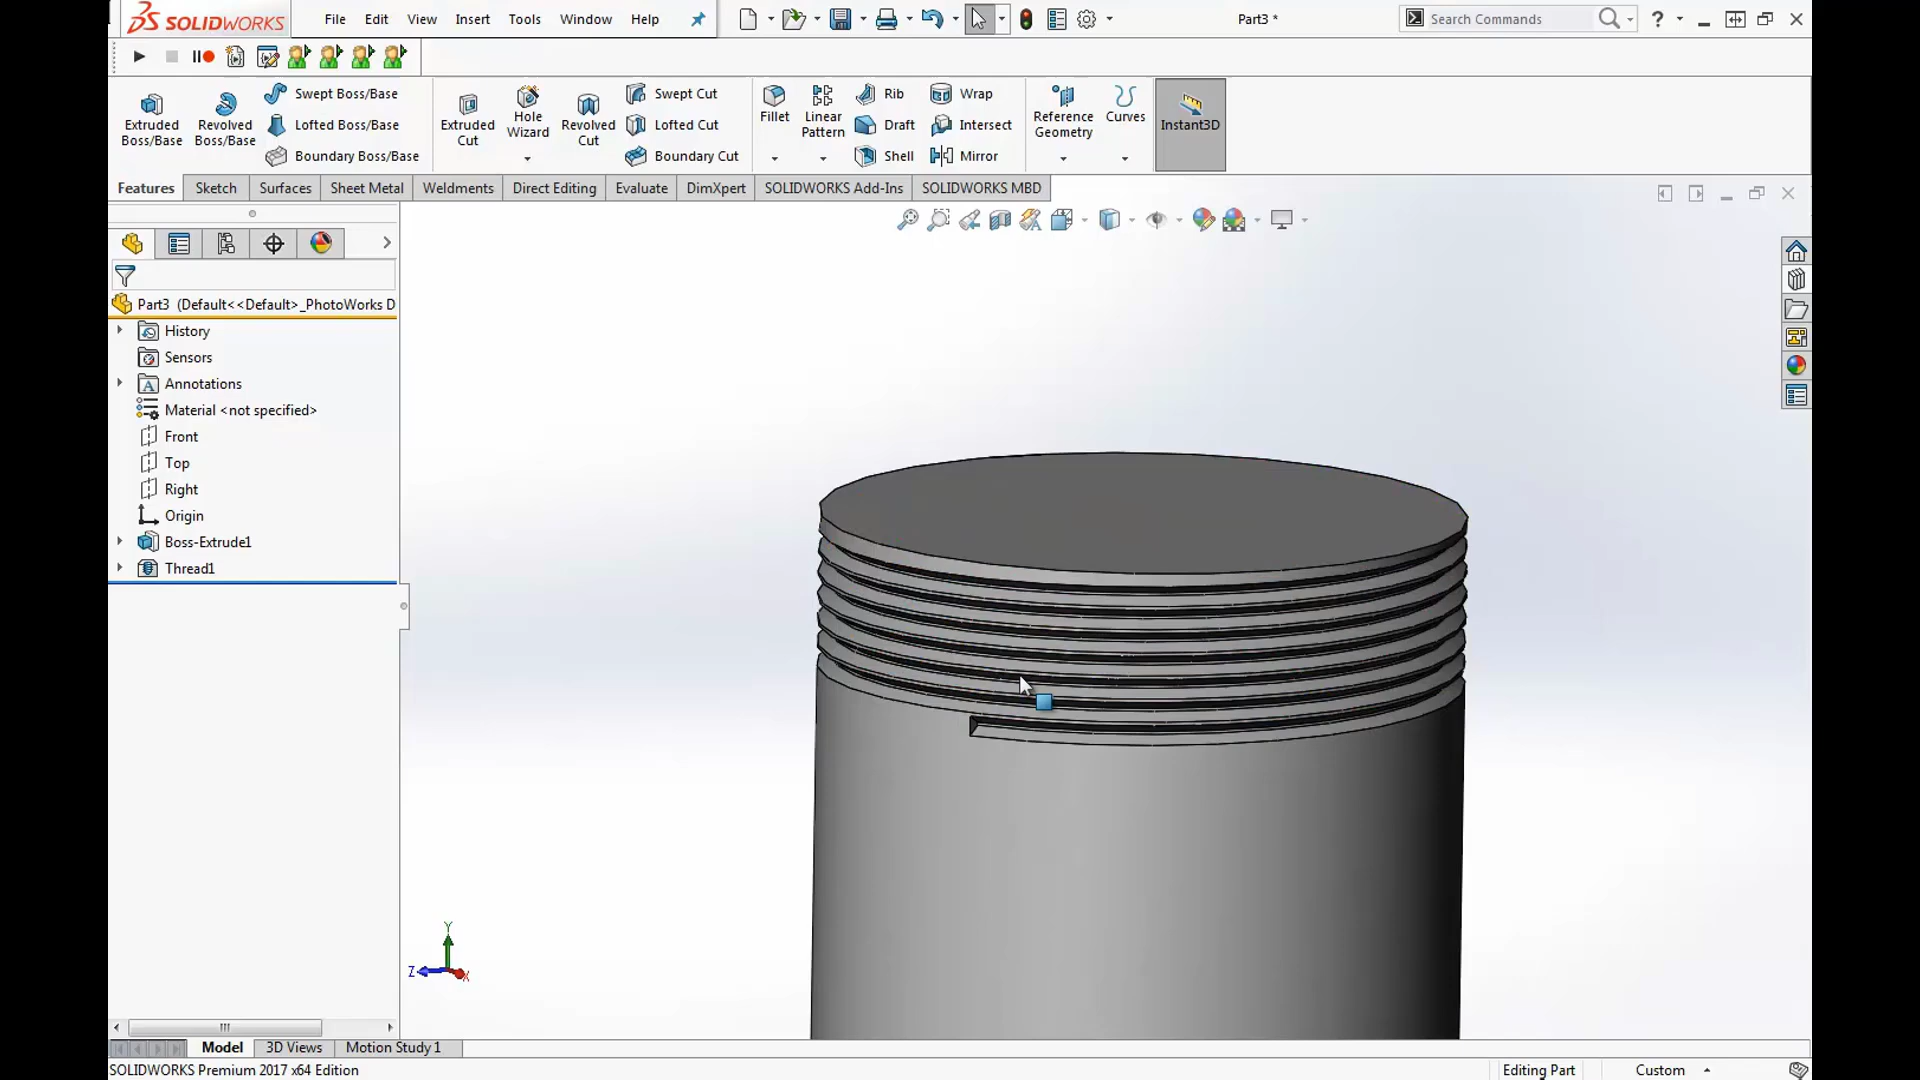 SOLIDWORKS File Edit View Insert Tools Window Help Part3 * Search Commands ?
Extruded Boss/Base
Revolved Boss/Base
Swept Boss/Base
Lofted Boss/Base
Boundary Boss/Base
Extruded Cut
Hole Wizard
Revolved Cut
Swept Cut
Lofted Cut
Boundary Cut
Fillet
Linear Pattern
Rib
Draft
Shell
Wrap
Intersect
Mirror
Reference Geometry
Curves
Instant3D
Features Sketch Surfaces Sheet Metal Weldments Direct Editing Evaluate DimXpert SOLIDWORKS Add-Ins SOLIDWORKS MBD
Part3 (Default<<Default>_PhotoWorks D
History
Sensors
A Annotations
Material <not specified>
Front
Top
Right
Origin
Boss-Extrude1
Thread1
Y
Z
X
Model 3D Views Motion Study 1
SOLIDWORKS Premium 2017 x64 Edition Editing Part Custom